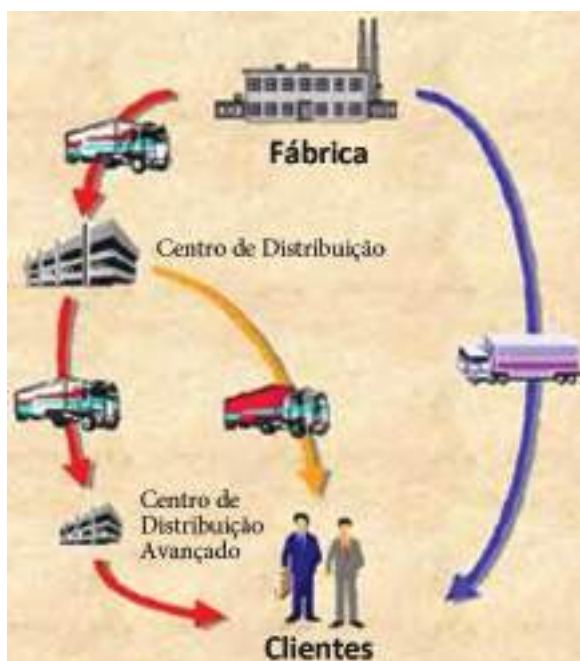 Fábrica
Centro de Distribuição
Centro de
Distribuição
Avançado
Clientes